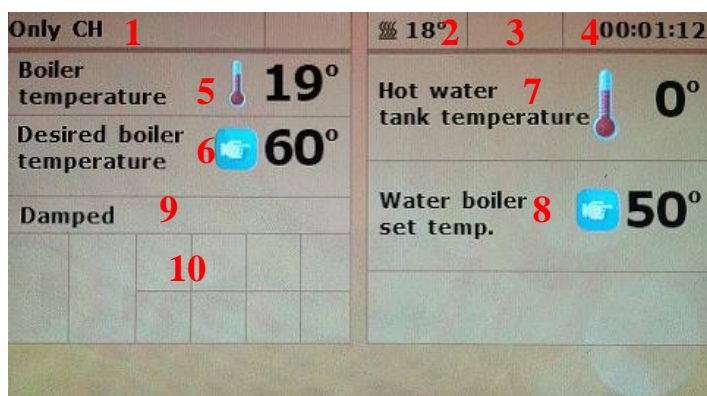 Only CH 1
18° 2 3 4 00:01:12
Boiler
temperature 5 19°
Desired boiler
temperature 6 60°
Damped 9
10
Hot water 7
tank temperature 0°
Water boiler
set temp. 8 50°